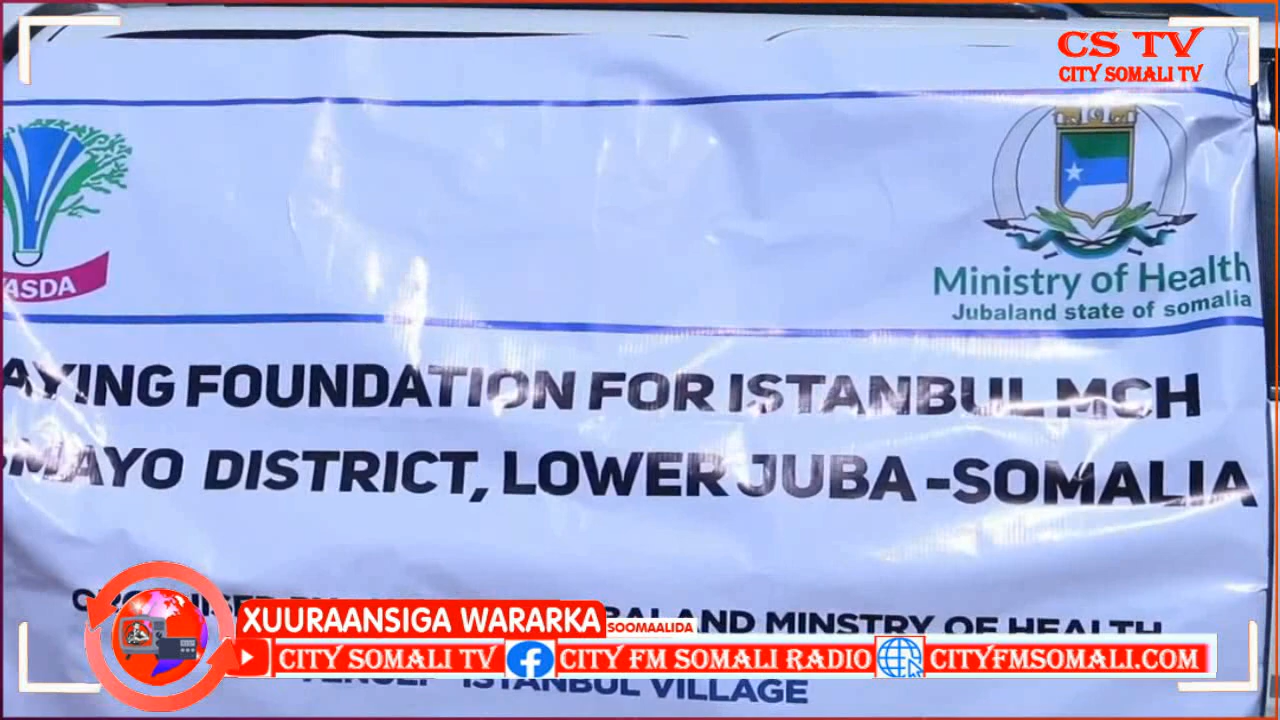 CS TV
CITY SOMALI TV
ASDA
Ministry of Health
Jubaland state of somalia
AYING FOUNDATION FOR ISTANBUL MCH
MAYO DISTRICT, LOWER JUBA -SOMALIA
LAND MINSTRY OF HEALTH
XUURAANSIGA WARARKA
SOOMAALIDA
CITY SOMALI TV CITY FM SOMALI RADIO CITYFMSOMALI.COM
ISTANBUL VILLAGE